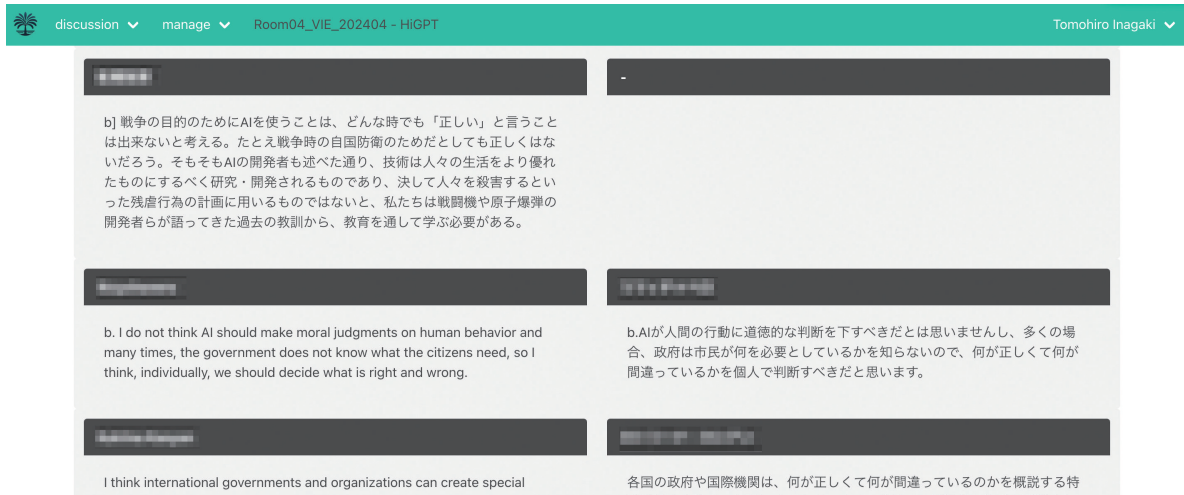 discussion
manage
Room04_VIE_202404 - HiGPT
Tomohiro Inagaki
-
b] 戦争の目的のためにAIを使うことは、どんな時でも「正しい」と言うこと
は出来ないと考える。たとえ戦争時の自国防衛のためだとしても正しくはな
いだろう。そもそもAIの開発者も述べた通り、技術は人々の生活をより優れ
たものにするべく研究・開発されるものであり、決して人々を殺害するとい
った残虐行為の計画に用いるものではないと、私たちは戦闘機や原子爆弾の
開発者らが語ってきた過去の教訓から、教育を通して学ぶ必要がある。
b. I do not think AI should make moral judgments on human behavior and
many times, the government does not know what the citizens need, so I
think, individually, we should decide what is right and wrong.
b.AIが人間の行動に道徳的な判断を下すべきだとは思いませんし、多くの場
合、政府は市民が何を必要としているかを知らないので、何が正しくて何が
間違っているかを個人で判断すべきだと思います。
I think international governments and organizations can create special
各国の政府や国際機関は、何が正しくて何が間違っているのかを概説する特